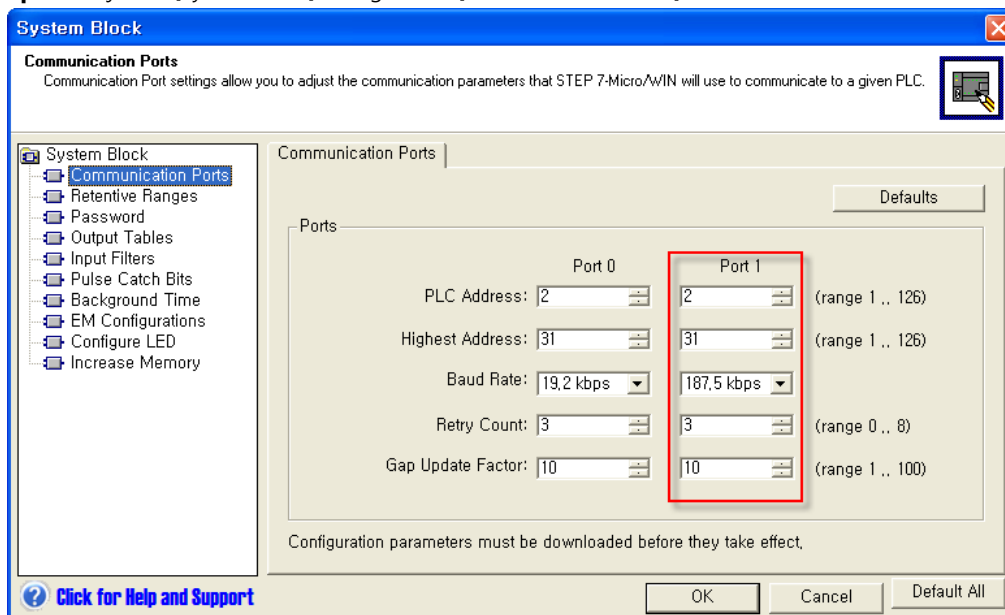 System Block
Communication Ports
Communication Port settings allow you to adjust the communication parameters that STEP 7-Micro/WIN will use to communicate to a given PLC.
System Block
Communication Ports
Retentive Ranges
Password
Output Tables
Input Filters
Pulse Catch Bits
Background Time
EM Configurations
Configure LED
Increase Memory
Communication Ports
Defaults
Ports
Port 0 Port 1
PLC Address: 2 2 (range 1 .. 126)
Highest Address: 31 31 (range 1 .. 126)
Baud Rate: 19,2 kbps 187,5 kbps
Retry Count: 3 3 (range 0 .. 8)
Gap Update Factor: 10 10 (range 1 .. 100)
Configuration parameters must be downloaded before they take effect,
Click for Help and Support
OK Cancel Default All